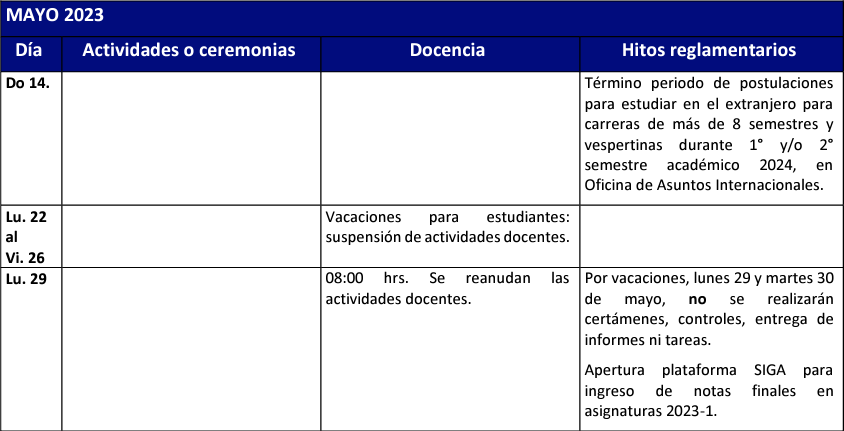 MAYO 2023
Día
Actividades o ceremonias
Docencia
Hitos reglamentarios
Do 14.
Término periodo de postulaciones
para estudiar en el extranjero para
carreras de más de 8 semestres y
vespertinas durante 1° y/o 2°
semestre académico 2024, en
Oficina de Asuntos Internacionales.
Lu. 22
al
Vi. 26
Vacaciones para estudiantes:
suspensión de actividades docentes.
Lu. 29
08:00 hrs. Se reanudan las
actividades docentes.
Por vacaciones, lunes 29 y martes 30
de mayo, no se realizarán
certámenes, controles, entrega de
informes ni tareas.
Apertura plataforma SIGA para
ingreso de notas finales en
asignaturas 2023-1.